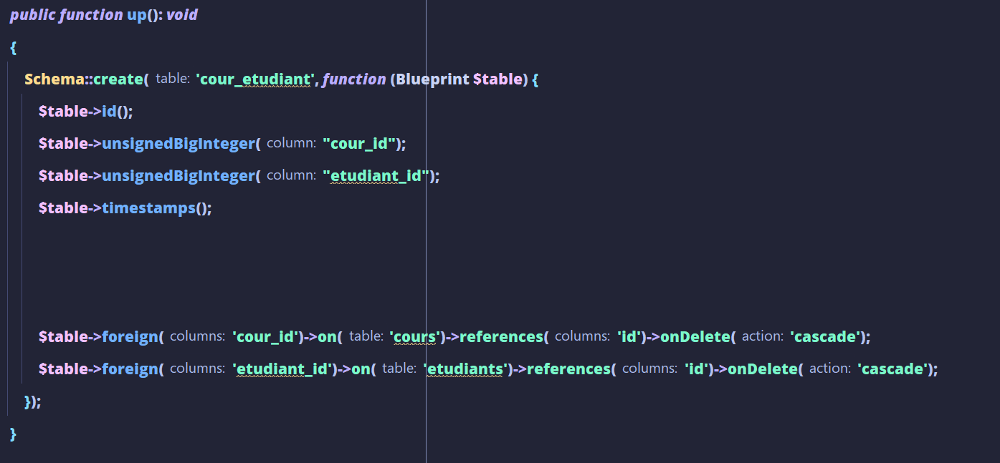 public function up(): void
{
Schema::create( table: 'cour_etudiant', function (Blueprint $table) {
$table->id();
$table->unsignedBigInteger( column: "cour_id");
$table->unsignedBigInteger( column: "etudiant_id");
$table->timestamps();
$table->foreign( columns: 'cour_id')->on( table: 'cours')->references( columns: 'id')->onDelete( action: 'cascade');
$table->foreign( columns: 'etudiant_id')->on( table: 'etudiants')->references( columns: 'id')->onDelete( action: 'cascade');
});
}